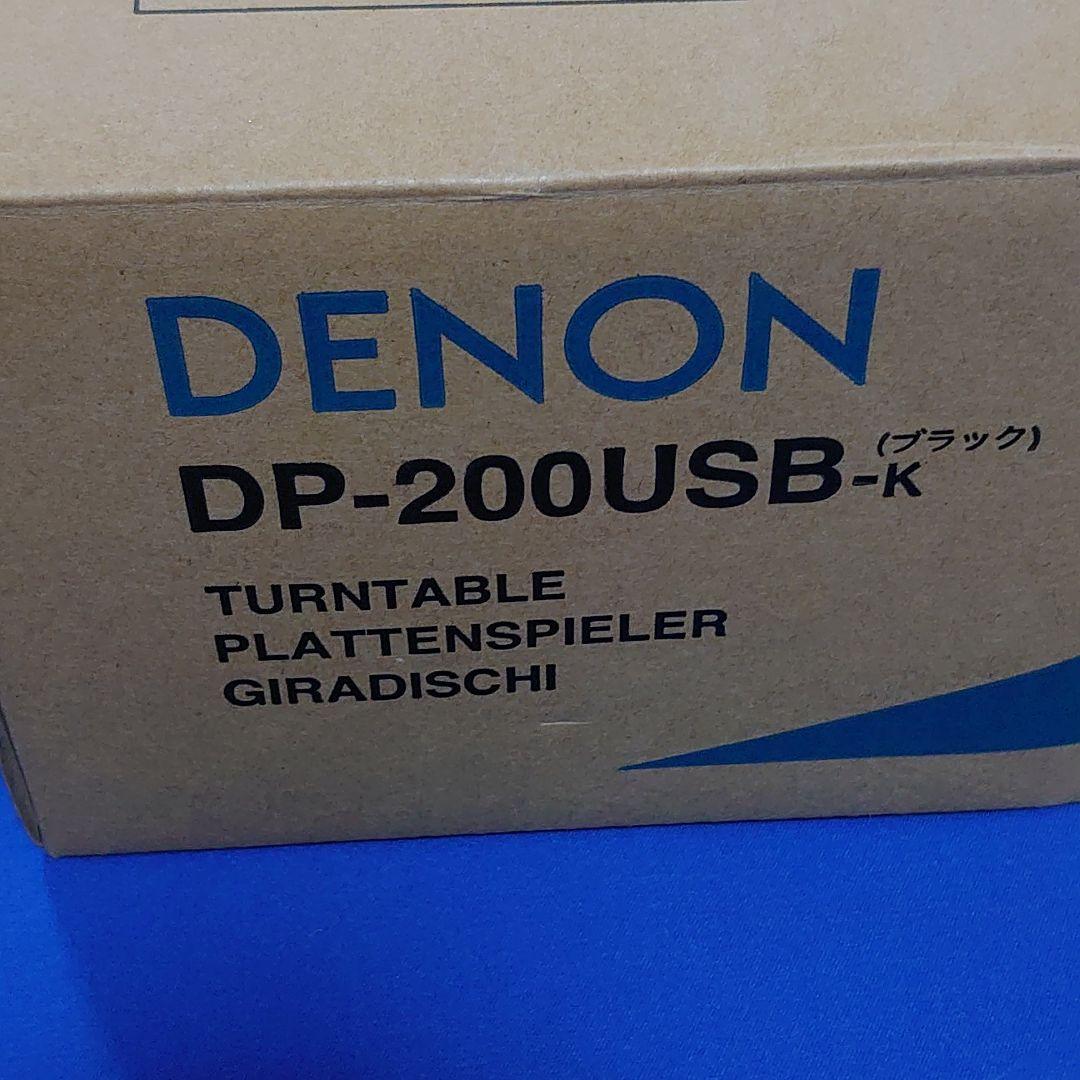 DENON
DP-200USB-K (ブラック)
TURNTABLE
PLATTENSPIELER
GIRADISCHI